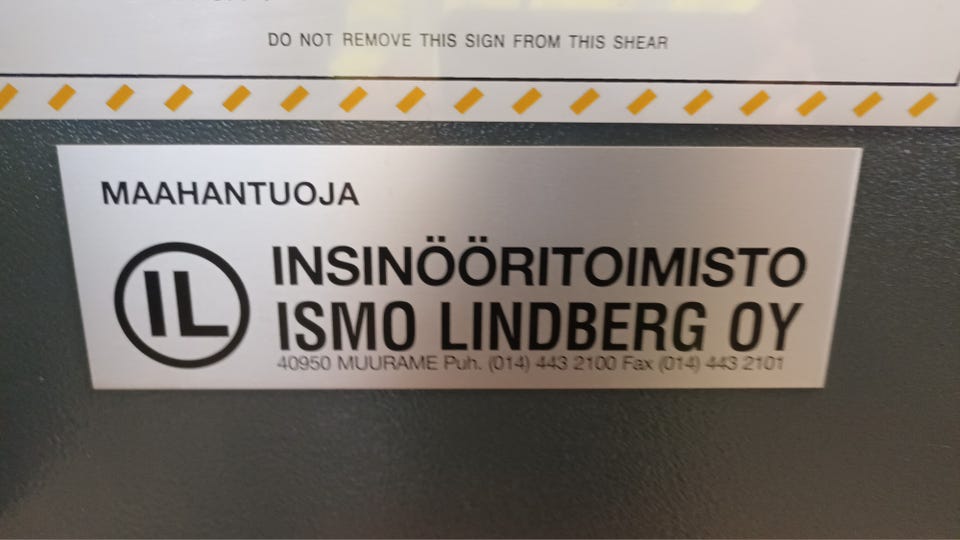 DO NOT REMOVE THIS SIGN FROM THIS SHEAR
MAAHANTUOJA
IL
INSINÖÖRITOIMISTO
ISMO LINDBERG OY
40950 MUURAME Puh. (014) 443 2100 Fax (014) 443 2101